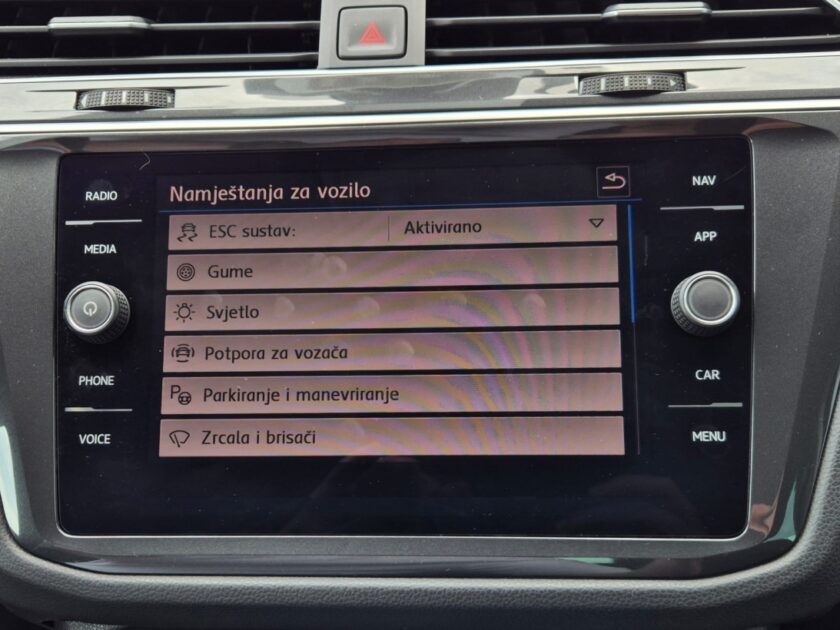 RADIO
MEDIA
PHONE
VOICE
Namještanja za vozilo
ESC sustav: Aktivirano
Gume
Svjetlo
Potpora za vozača
Parkiranje i manevriranje
Zrcala i brisači
NAV
APP
CAR
MENU